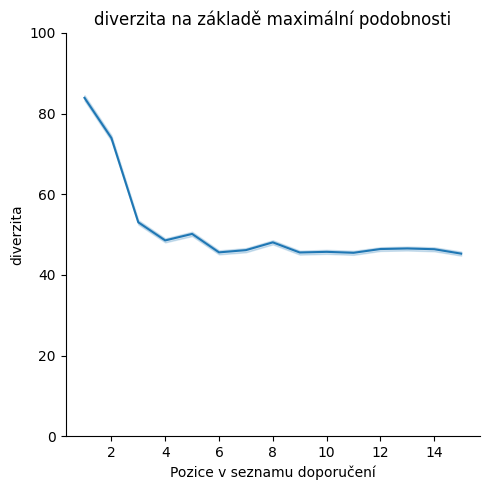 diverzita na základě maximální podobnosti
100
80
60
40
20
0
diverzita
2 4 6 8 10 12 14
Pozice v seznamu doporučení